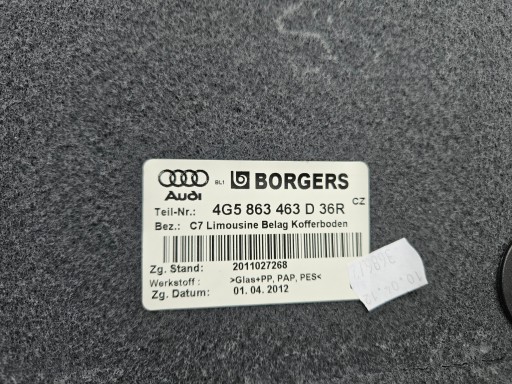 Audi BL1 BORGERS
Teil-Nr.: 4G5 863 463 D 36R CZ
Bez.: C7 Limousine Belag Kofferboden
Zg. Stand: 2011027268
Werkstoff: >Glas+PP, PAP, PES<
Zg. Datum: 01. 04. 2012